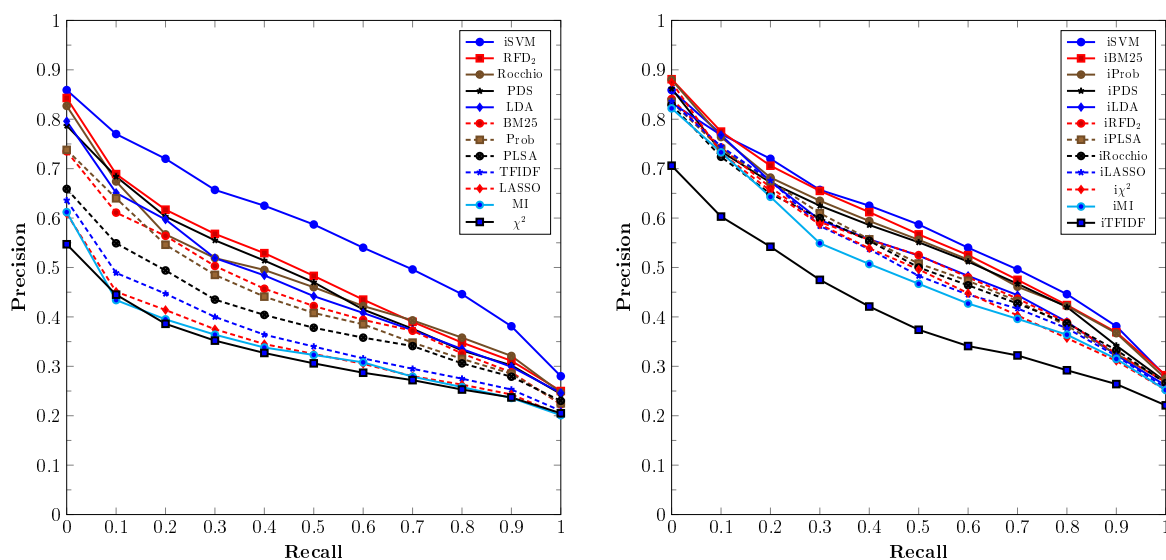 1
0.9
0.8
0.7
0.6
0.5
0.4
0.3
0.2
0.1
0
Precision
0 0.1 0.2 0.3 0.4 0.5 0.6 0.7 0.8 0.9 1
Recall
iSVM
RFD₂
Rocchio
PDS
LDA
BM25
Prob
PLSA
TFIDF
LASSO
MI
χ²
1
0.9
0.8
0.7
0.6
0.5
0.4
0.3
0.2
0.1
0
Precision
0 0.1 0.2 0.3 0.4 0.5 0.6 0.7 0.8 0.9 1
Recall
iSVM
iBM25
iProb
iPDS
iLDA
iRFD₂
iPLSA
iRocchio
iLASSO
iχ²
iMI
iTFIDF